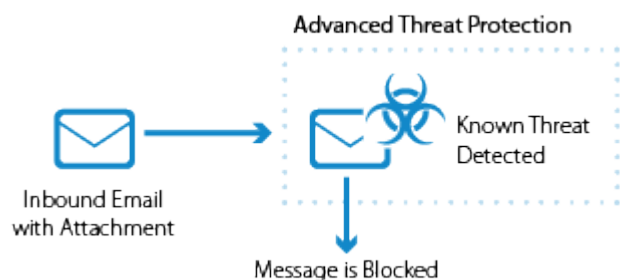 Advanced Threat Protection
Known Threat
Detected
Inbound Email
with Attachment
Message is Blocked